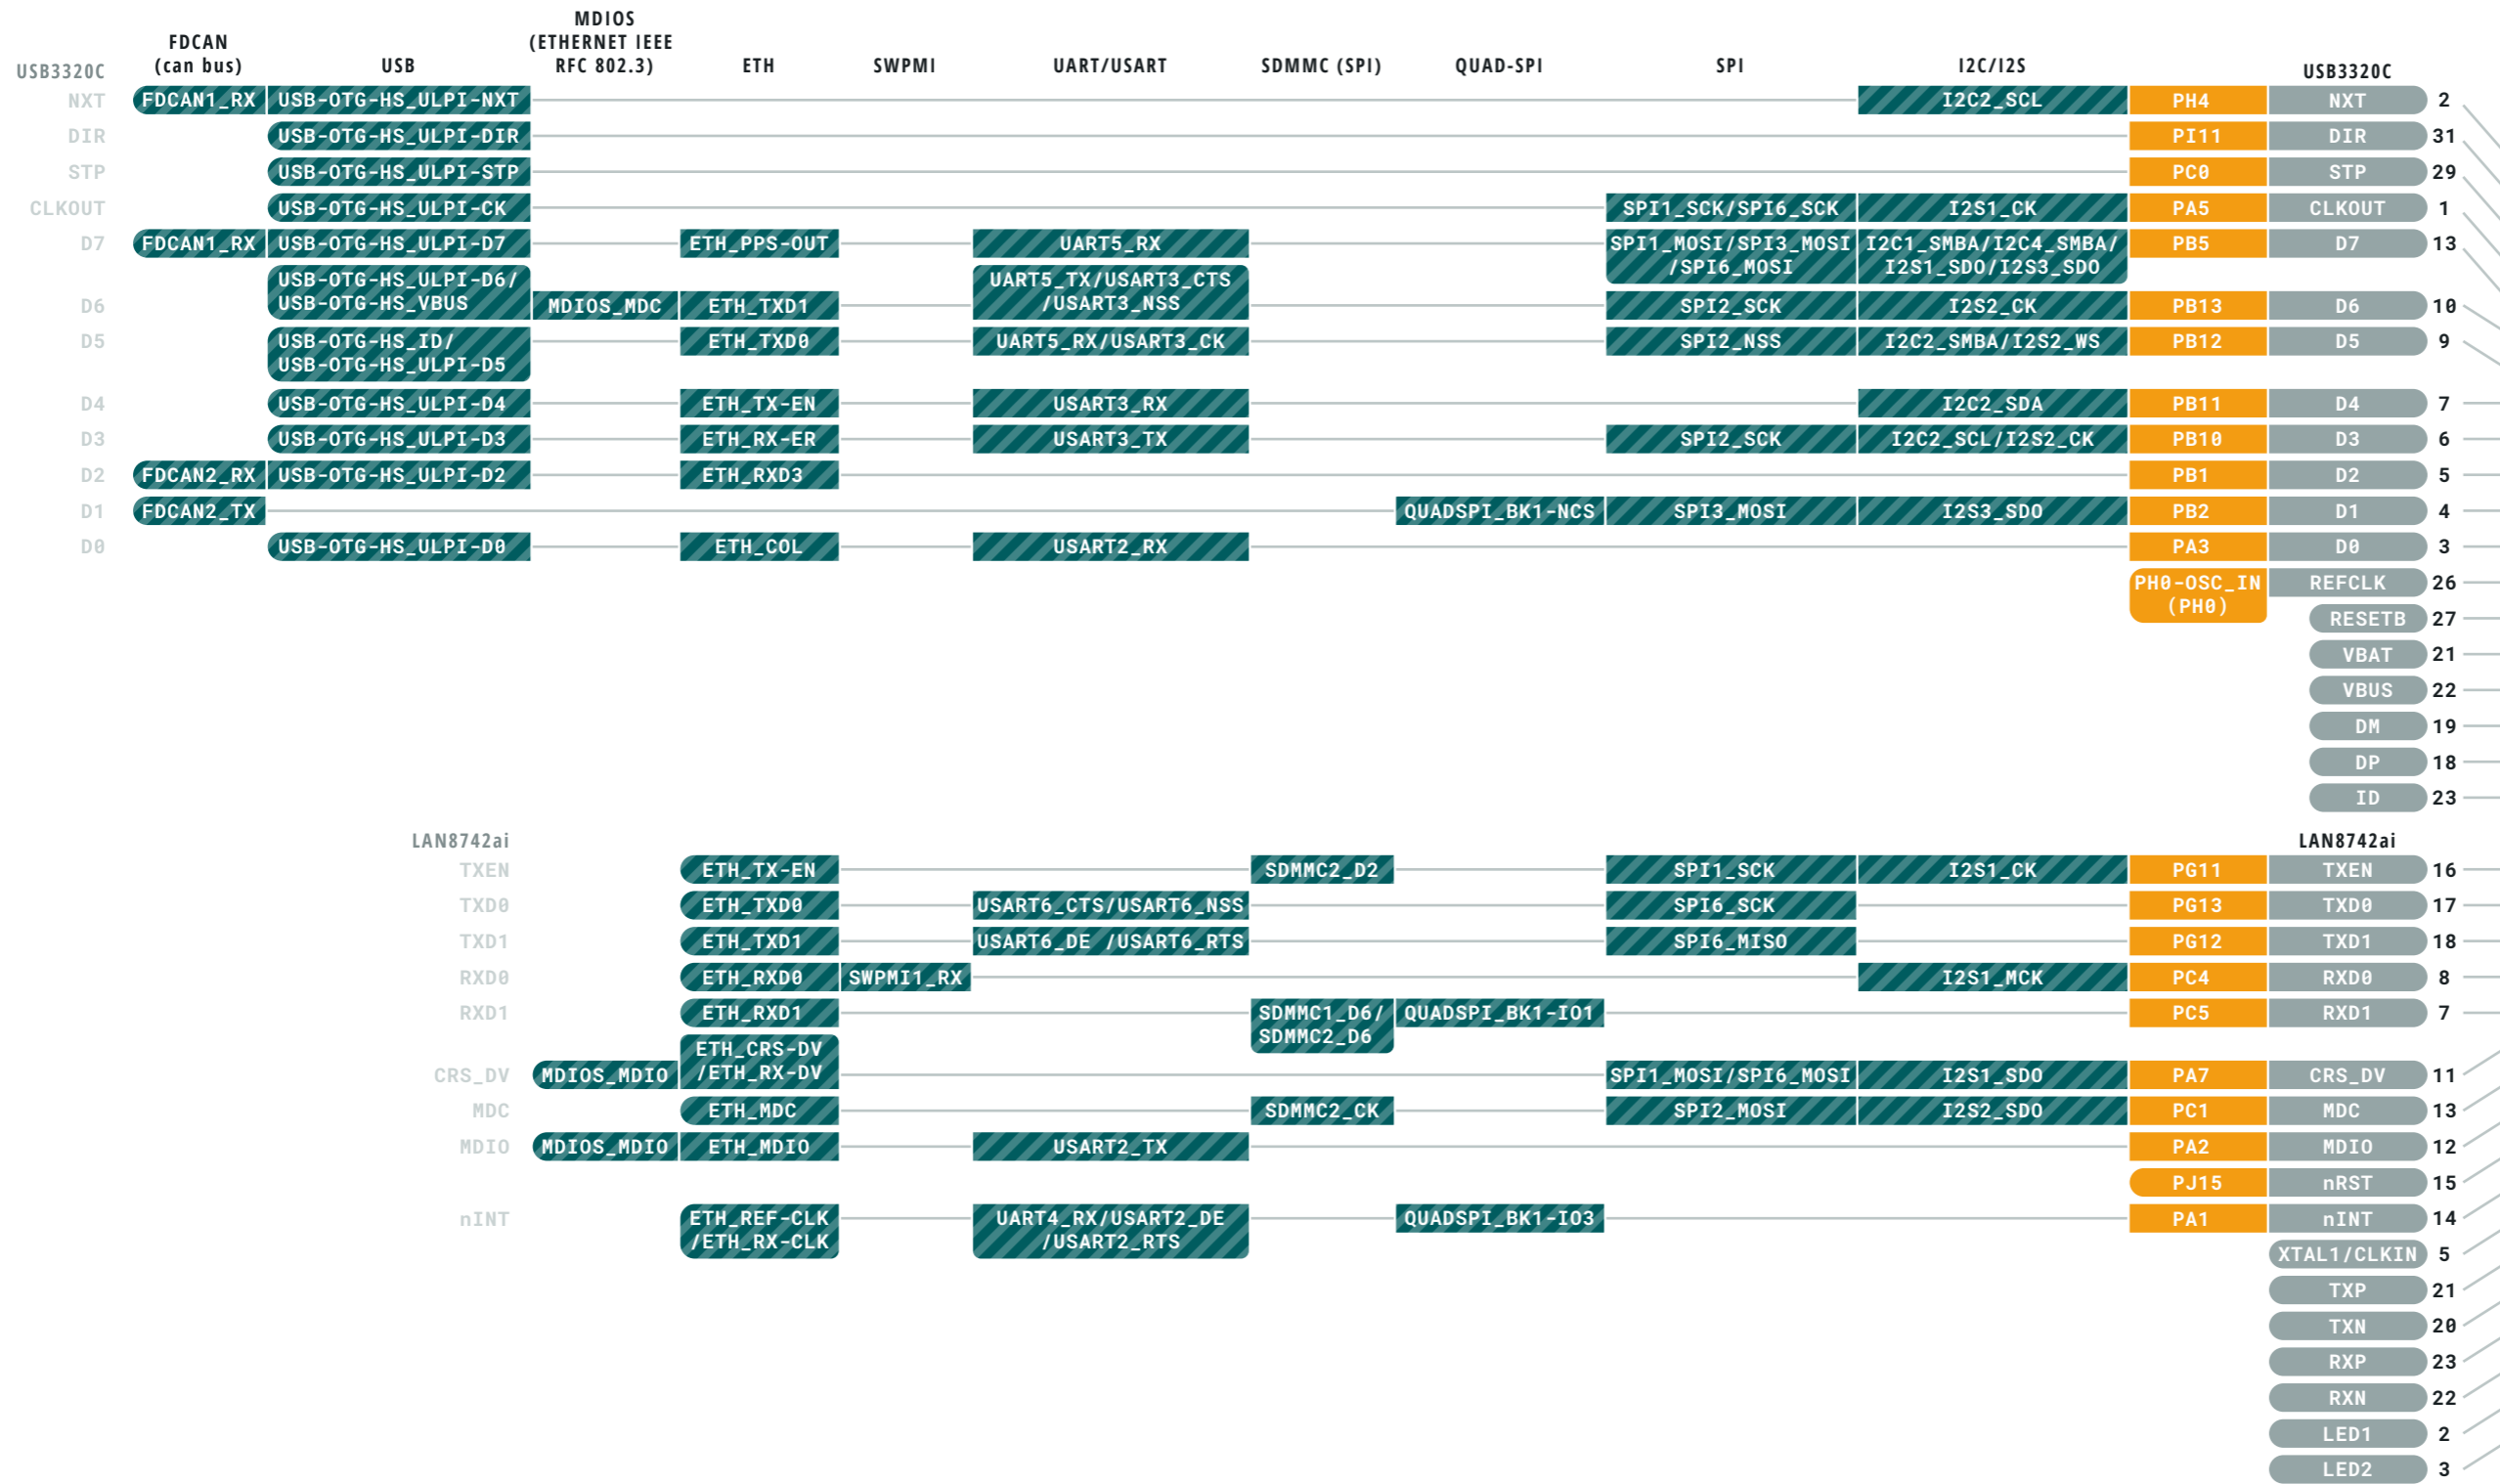 USB3320C FDCAN (can bus) USB MDIOS (ETHERNET IEEE RFC 802.3) ETH SWPMI UART/USART SDMMC (SPI) QUAD-SPI SPI I2C/I2S USB3320C
NXT FDCAN1_RX USB-OTG-HS_ULPI-NXT I2C2_SCL PH4 NXT 2
DIR USB-OTG-HS_ULPI-DIR PI11 DIR 31
STP USB-OTG-HS_ULPI-STP PC0 STP 29
CLKOUT USB-OTG-HS_ULPI-CK SPI1_SCK/SPI6_SCK I2S1_CK PA5 CLKOUT 1
D7 FDCAN1_RX USB-OTG-HS_ULPI-D7 ETH_PPS-OUT UART5_RX SPI1_MOSI/SPI3_MOSI /SPI6_MOSI I2C1_SMBA/I2C4_SMBA/ I2S1_SDO/I2S3_SDO PB5 D7 13
D6 USB-OTG-HS_ULPI-D6/ USB-OTG-HS_VBUS MDIOS_MDC ETH_TXD1 UART5_TX/USART3_CTS /USART3_NSS SPI2_SCK I2S2_CK PB13 D6 10
D5 USB-OTG-HS_ID/ USB-OTG-HS_ULPI-D5 ETH_TXD0 UART5_RX/USART3_CK SPI2_NSS I2C2_SMBA/I2S2_WS PB12 D5 9
D4 USB-OTG-HS_ULPI-D4 ETH_TX-EN USART3_RX I2C2_SDA PB11 D4 7
D3 USB-OTG-HS_ULPI-D3 ETH_RX-ER USART3_TX SPI2_SCK I2C2_SCL/I2S2_CK PB10 D3 6
D2 FDCAN2_RX USB-OTG-HS_ULPI-D2 ETH_RXD3 PB1 D2 5
D1 FDCAN2_TX QUADSPI_BK1-NCS SPI3_MOSI I2S3_SDO PB2 D1 4
D0 USB-OTG-HS_ULPI-D0 ETH_COL USART2_RX PA3 D0 3
PH0-OSC_IN (PH0) REFCLK 26
RESETB 27
VBAT 21
VBUS 22
DM 19
DP 18
ID 23
LAN8742ai LAN8742ai
TXEN ETH_TX-EN SDMMC2_D2 SPI1_SCK I2S1_CK PG11 TXEN 16
TXD0 ETH_TXD0 USART6_CTS/USART6_NSS SPI6_SCK PG13 TXD0 17
TXD1 ETH_TXD1 USART6_DE /USART6_RTS SPI6_MISO PG12 TXD1 18
RXD0 ETH_RXD0 SWPMI1_RX I2S1_MCK PC4 RXD0 8
RXD1 ETH_RXD1 SDMMC1_D6/ SDMMC2_D6 QUADSPI_BK1-IO1 PC5 RXD1 7
CRS_DV MDIOS_MDIO ETH_CRS-DV /ETH_RX-DV SPI1_MOSI/SPI6_MOSI I2S1_SDO PA7 CRS_DV 11
MDC ETH_MDC SDMMC2_CK SPI2_MOSI I2S2_SDO PC1 MDC 13
MDIO MDIOS_MDIO ETH_MDIO USART2_TX PA2 MDIO 12
PJ15 nRST 15
nINT ETH_REF-CLK /ETH_RX-CLK UART4_RX/USART2_DE /USART2_RTS QUADSPI_BK1-IO3 PA1 nINT 14
XTAL1/CLKIN 5
TXP 21
TXN 20
RXP 23
RXN 22
LED1 2
LED2 3